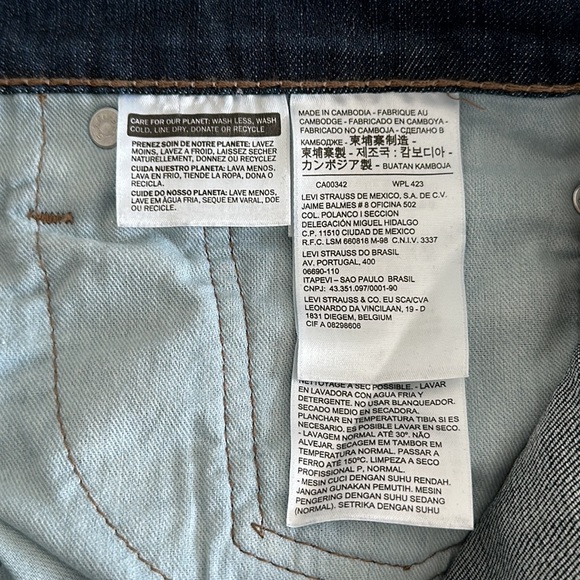 CARE FOR OUR PLANET: WASH LESS, WASH
COLD, LINE DRY, DONATE OR RECYCLE
PRENEZ SOIN DE NOTRE PLANÈTE: LAVEZ
MOINS, LAVEZ A FROID, LAISSEZ SÉCHER
NATURELLEMENT, DONNEZ OU RECYCLEZ
CUIDA NUESTRO PLANETA: LAVA MENOS,
LAVA EN FRIO, TIENDE LA ROPA, DONA O
RECICLA.
CUIDE DO NOSSO PLANETA: LAVE MENOS,
LAVE EM ÁGUA FRIA, SEQUE EM VARAL, DOE
OU RECICLE.
MADE IN CAMBODIA - FABRIQUE AU
CAMBODGE - FABRICADO EN CAMBOYA -
FABRICADO NO CAMBOJA - СДЕЛАНО В
КАМБОДЖЕ - 柬埔寨制造 -
柬埔寨製 - 제조국 : 캄보디아 -
カンボジア製 - BUATAN KAMBOJA
CA00342 WPL 423
LEVI STRAUSS DE MEXICO, S.A. DE C.V.
JAIME BALMES # 8 OFICINA 502
COL. POLANCO I SECCION
DELEGACIÓN MIGUEL HIDALGO
C.P. 11510 CIUDAD DE MEXICO
R.F.C. LSM 660818 M-98 C.N.I.V. 3337
LEVI STRAUSS DO BRASIL
AV, PORTUGAL, 400
06690-110
ITAPEVI – SAO PAULO BRASIL
CNPJ: 43.351.097/0001-90
LEVI STRAUSS & CO. EU SCA/CVA
LEONARDO DA VINCILAAN, 19 - D
1831 DIEGEM, BELGIUM
CIF A 08298606
NETTOYAGE A SEC POSSIBLE. - LAVAR
EN LAVADORA CON AGUA FRIA Y
DETERGENTE. NO USAR BLANQUEADOR.
SECADO MEDIO EN SECADORA.
PLANCHAR EN TEMPERATURA TIBIA SI ES
NECESARIO. ES POSIBLE LAVAR EN SECO.
- LAVAGEM NORMAL ATÉ 30°. NÃO
ALVEJAR. SECAGEM EM TAMBOR EM
TEMPERATURA NORMAL, PASSAR A
FERRO ATÉ 150ºC. LIMPEZA A SECO
PROFISSIONAL P, NORMAL.
- MESIN CUCI DENGAN SUHU RENDAH.
JANGAN GUNAKAN PEMUTIH. MESIN
PENGERING DENGAN SUHU SEDANG
(NORMAL). SETRIKA DENGAN SUHU